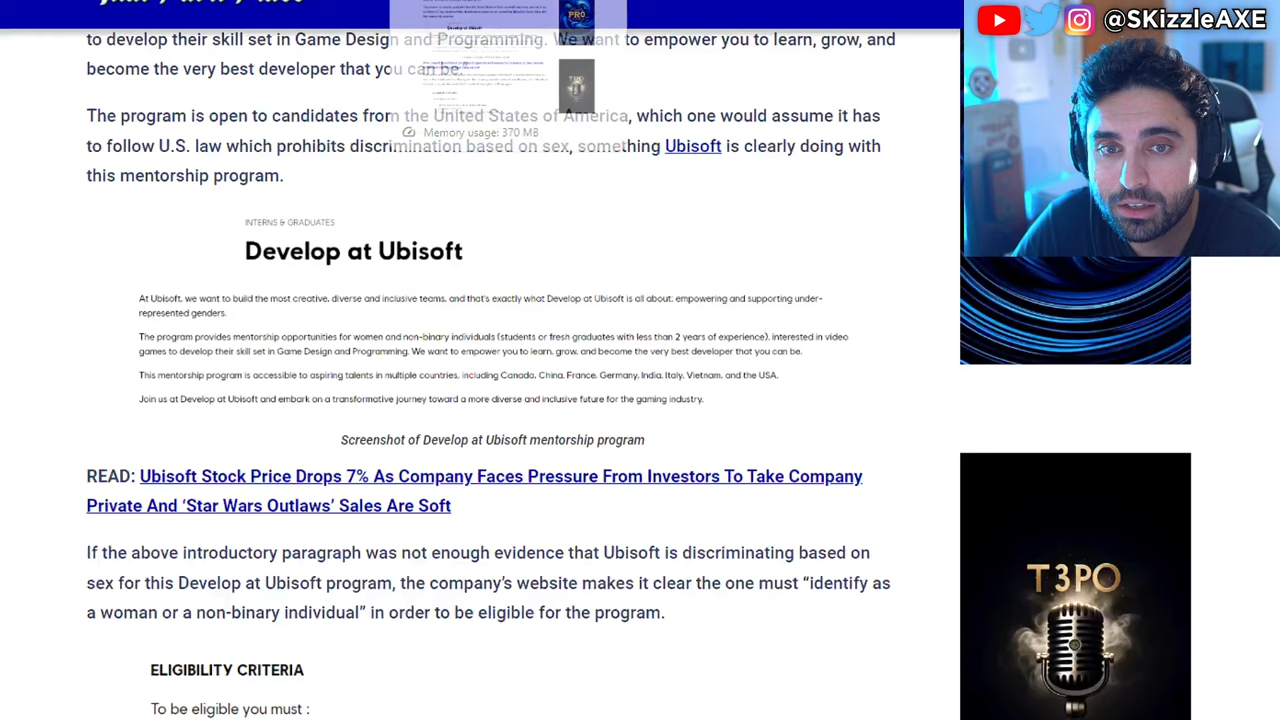 @SKizzleAXE
to develop their skill set in Game Design and Programming. We want to empower you to learn, grow, and
become the very best developer that you can be.
PRO
The program is open to candidates from the United States of America, which one would assume it has
Memory usage: 370 MB
to follow U.S. law which prohibits discrimination based on sex, something Ubisoft is clearly doing with
this mentorship program.
INTERNS & GRADUATES
Develop at Ubisoft
At Ubisoft, we want to build the most creative, diverse and inclusive teams, and that's exactly what Develop at Ubisoft is all about: empowering and supporting under-
represented genders.
The program provides mentorship opportunities for women and non-binary individuals (students or fresh graduates with less than 2 years of experience), interested in video
games to develop their skill set in Game Design and Programming. We want to empower you to learn, grow, and become the very best developer that you can be.
This mentorship program is accessible to aspiring talents in multiple countries, including Canada, China, France, Germany, India, Italy, Vietnam, and the USA.
Join us at Develop at Ubisoft and embark on a transformative journey toward a more diverse and inclusive future for the gaming industry.
Screenshot of Develop at Ubisoft mentorship program
READ: Ubisoft Stock Price Drops 7% As Company Faces Pressure From Investors To Take Company
Private And ‘Star Wars Outlaws’ Sales Are Soft
If the above introductory paragraph was not enough evidence that Ubisoft is discriminating based on
sex for this Develop at Ubisoft program, the company’s website makes it clear the one must “identify as
a woman or a non-binary individual” in order to be eligible for the program.
T3PO
ELIGIBILITY CRITERIA
To be eligible you must :